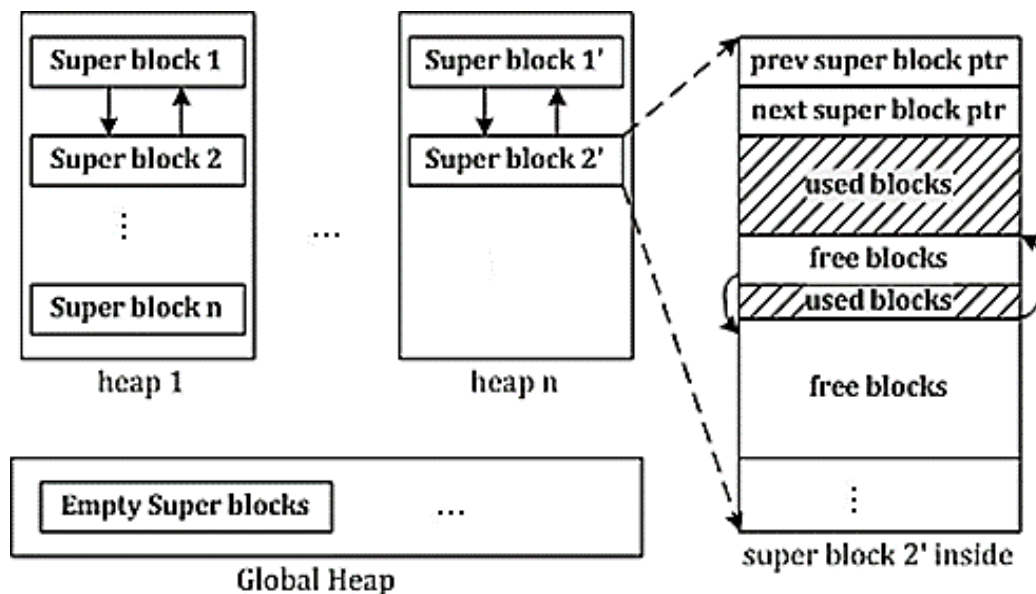 Super block 1
Super block 2
⋮
Super block n
heap 1
...
Super block 1'
Super block 2'
heap n
prev super block ptr
next super block ptr
used blocks
free blocks
used blocks
free blocks
⋮
super block 2' inside
Empty Super blocks
...
Global Heap